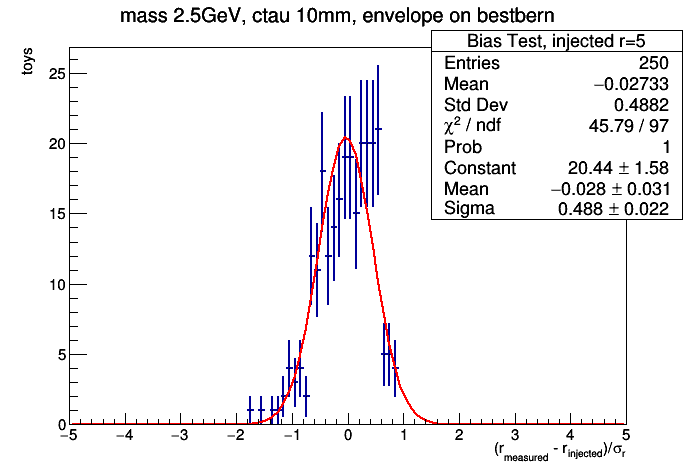 mass 2.5GeV, ctau 10mm, envelope on bestbern
Bias Test, injected r=5
Entries 250
Mean −0.02733
Std Dev 0.4882
χ² / ndf 45.79 / 97
Prob 1
Constant 20.44 ± 1.58
Mean −0.028 ± 0.031
Sigma 0.488 ± 0.022
toys
25
20
15
10
5
0
−5 −4 −3 −2 −1 0 1 2 3 4 5
(r_measured - r_injected)/σ_r